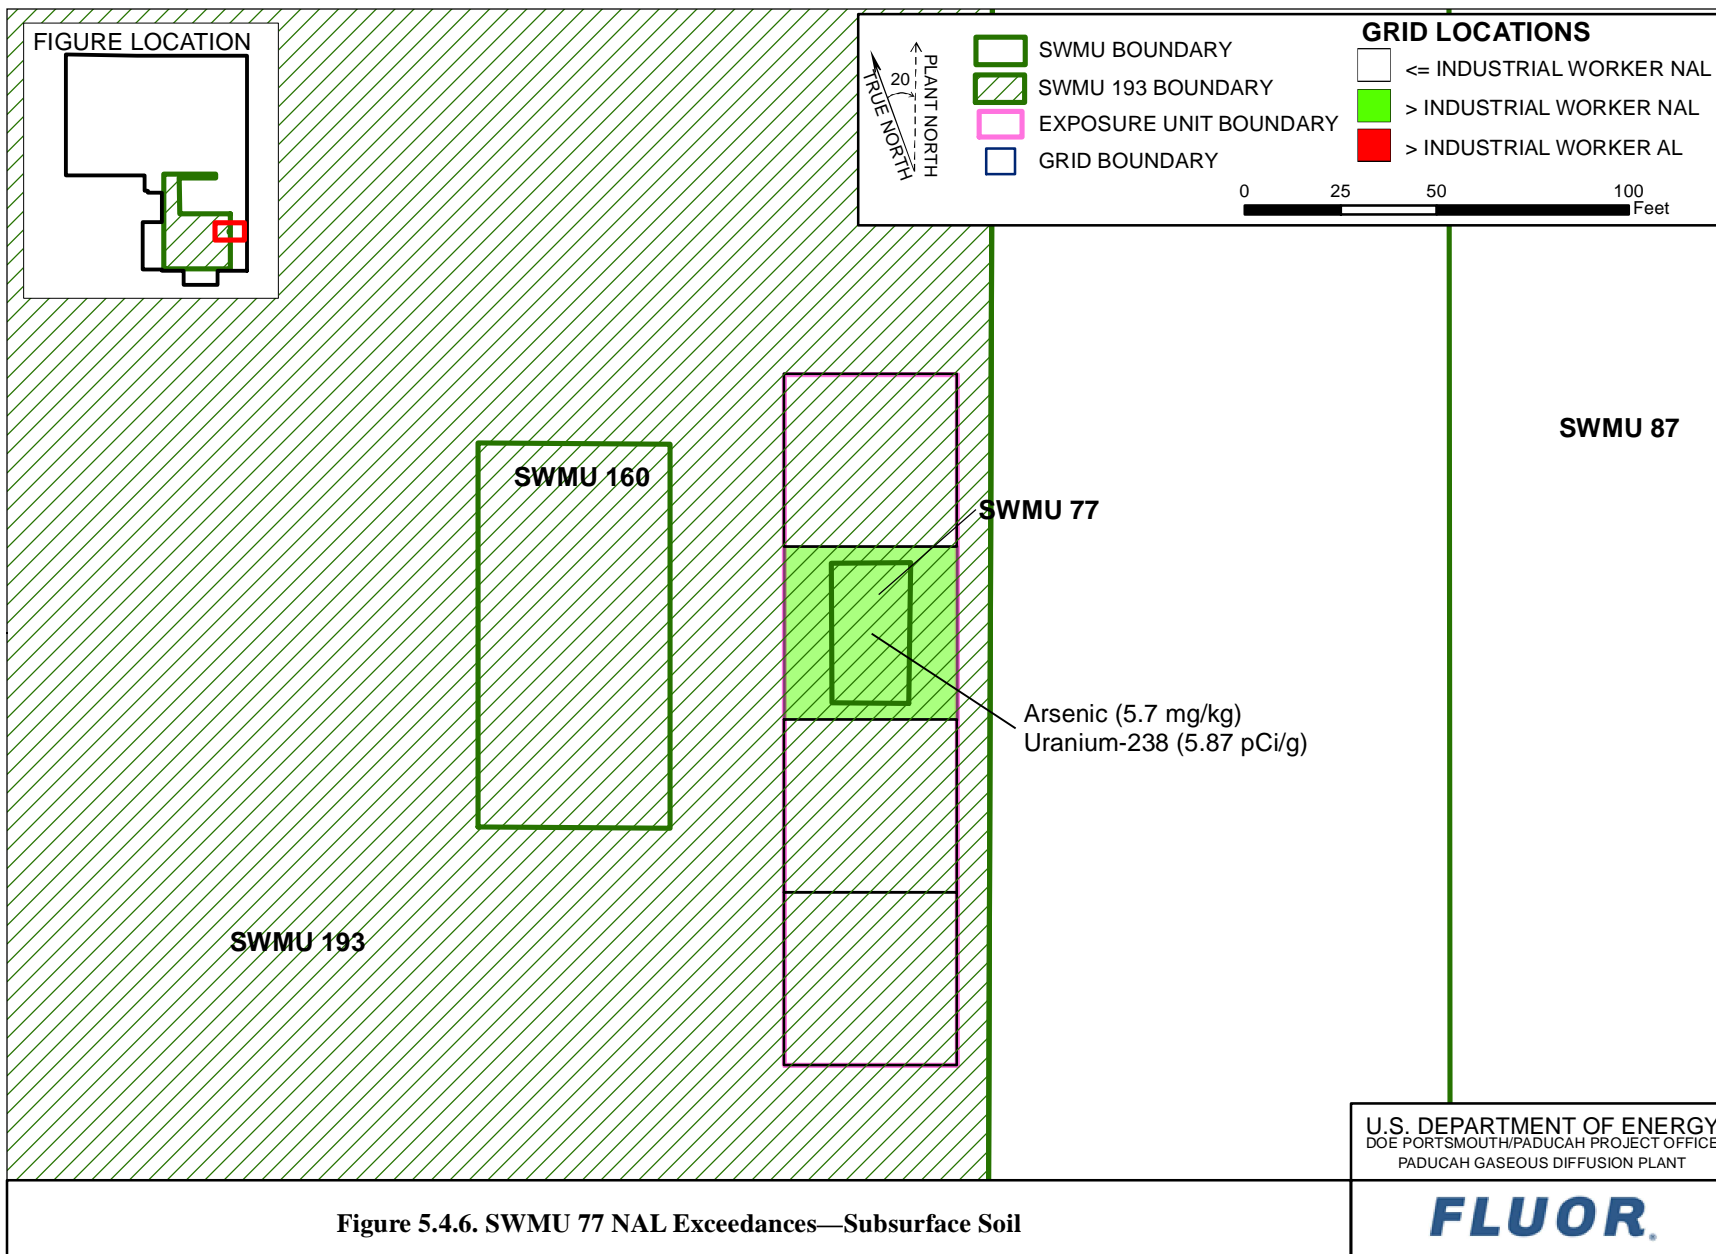 FIGURE LOCATION
TRUE NORTH
20
PLANT NORTH
SWMU BOUNDARY
SWMU 193 BOUNDARY
EXPOSURE UNIT BOUNDARY
GRID BOUNDARY
GRID LOCATIONS
<= INDUSTRIAL WORKER NAL
> INDUSTRIAL WORKER NAL
> INDUSTRIAL WORKER AL
0 25 50 100
Feet
SWMU 87
SWMU 160
SWMU 77
Arsenic (5.7 mg/kg)
Uranium-238 (5.87 pCi/g)
SWMU 193
U.S. DEPARTMENT OF ENERGY
DOE PORTSMOUTH/PADUCAH PROJECT OFFICE
PADUCAH GASEOUS DIFFUSION PLANT
Figure 5.4.6. SWMU 77 NAL Exceedances—Subsurface Soil
FLUOR®